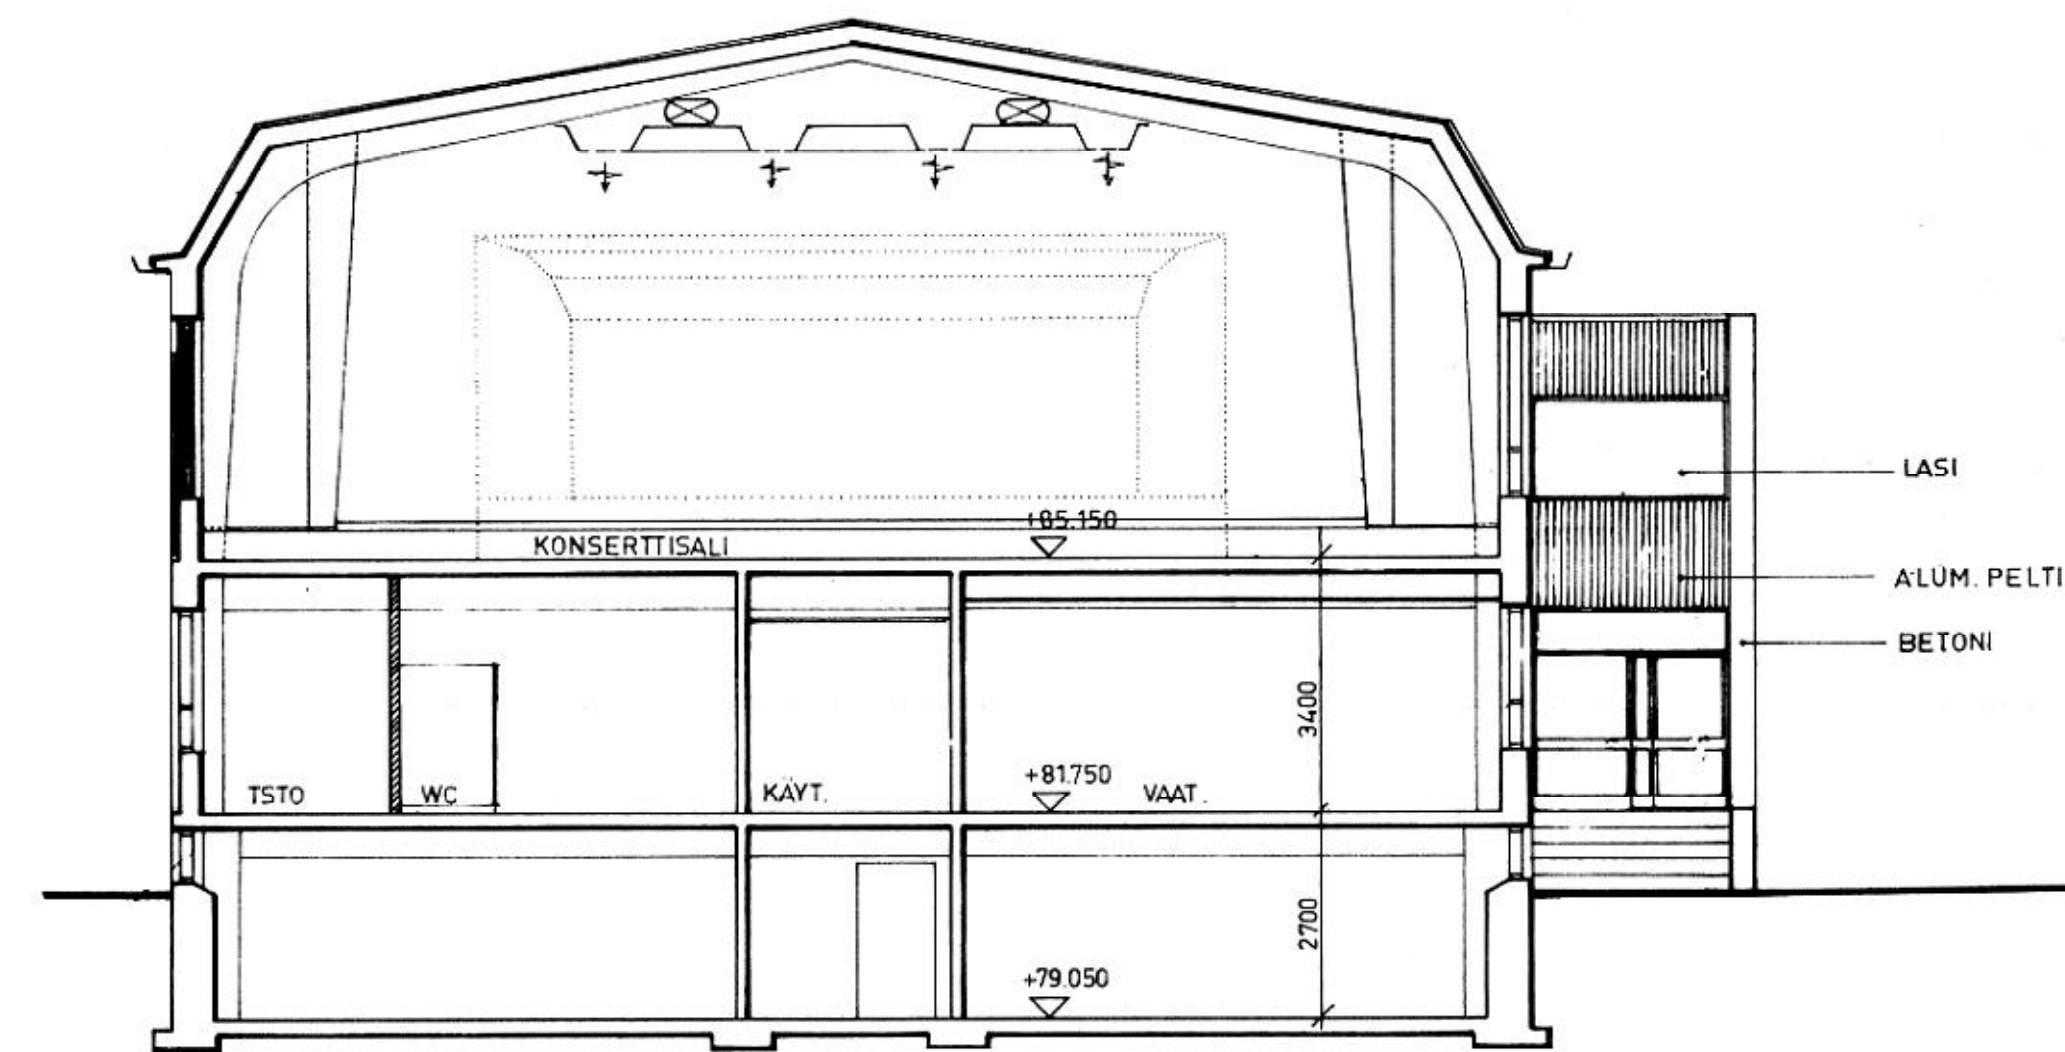 +85.150
KONSERTTISALI
LASI
ALUM. PELTI
BETONI
3400
+81.750
TSTO
WC
KÄYT.
VAAT.
2700
+79.050